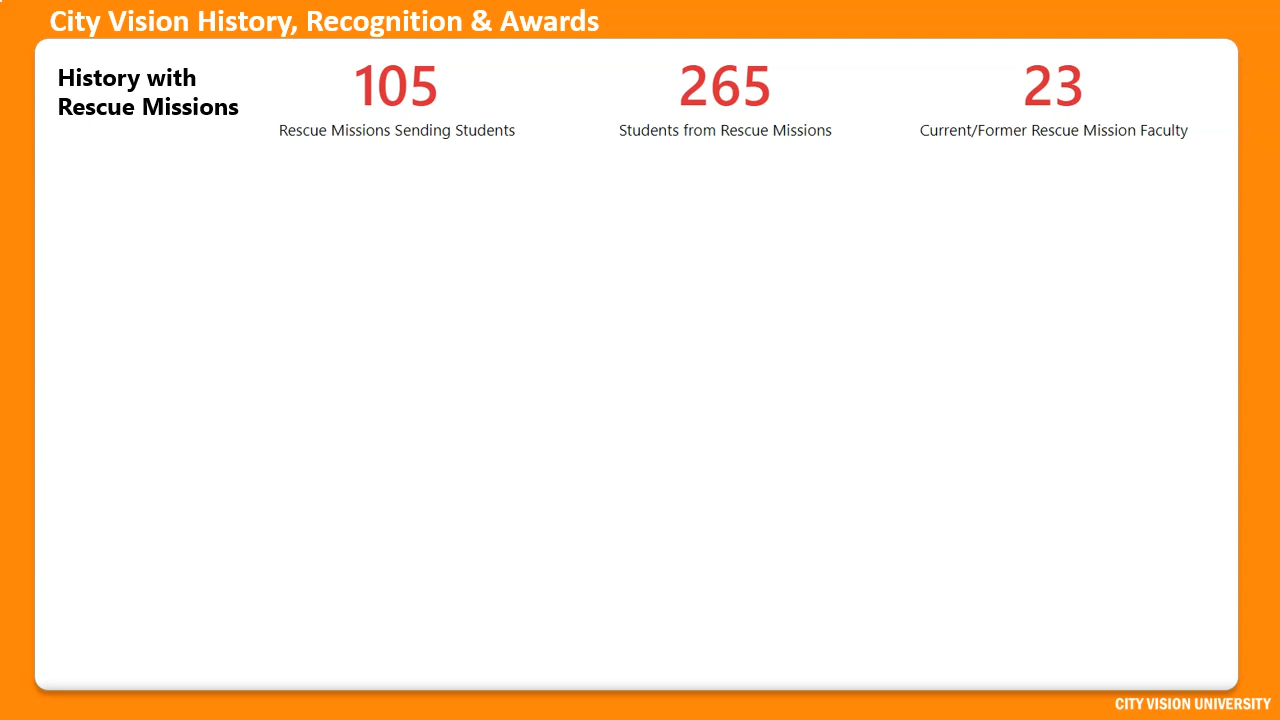 City Vision History, Recognition & Awards
History with
Rescue Missions
105
Rescue Missions Sending Students
265
Students from Rescue Missions
23
Current/Former Rescue Mission Faculty
CITY VISION UNIVERSITY